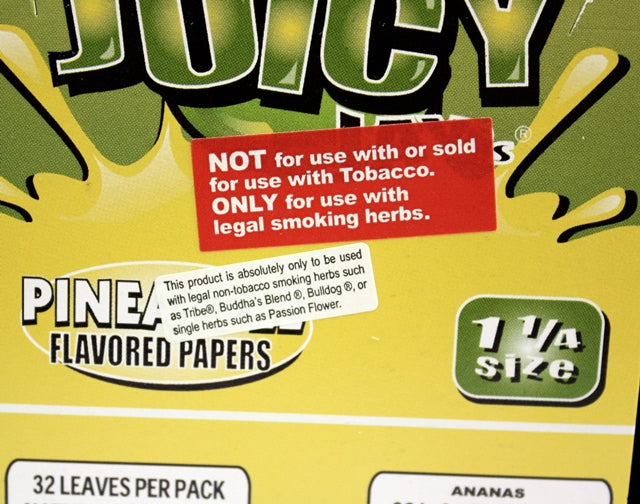 JUICY
®
NOT for use with or sold
for use with Tobacco.
ONLY for use with
legal smoking herbs.
This product is absolutely only to be used
with legal non-tobacco smoking herbs such
as Tribe®, Buddha's Blend ®, Bulldog ®, or
single herbs such as Passion Flower.
FLAVORED PAPERS
1 1/4
size
32 LEAVES PER PACK
ANANAS